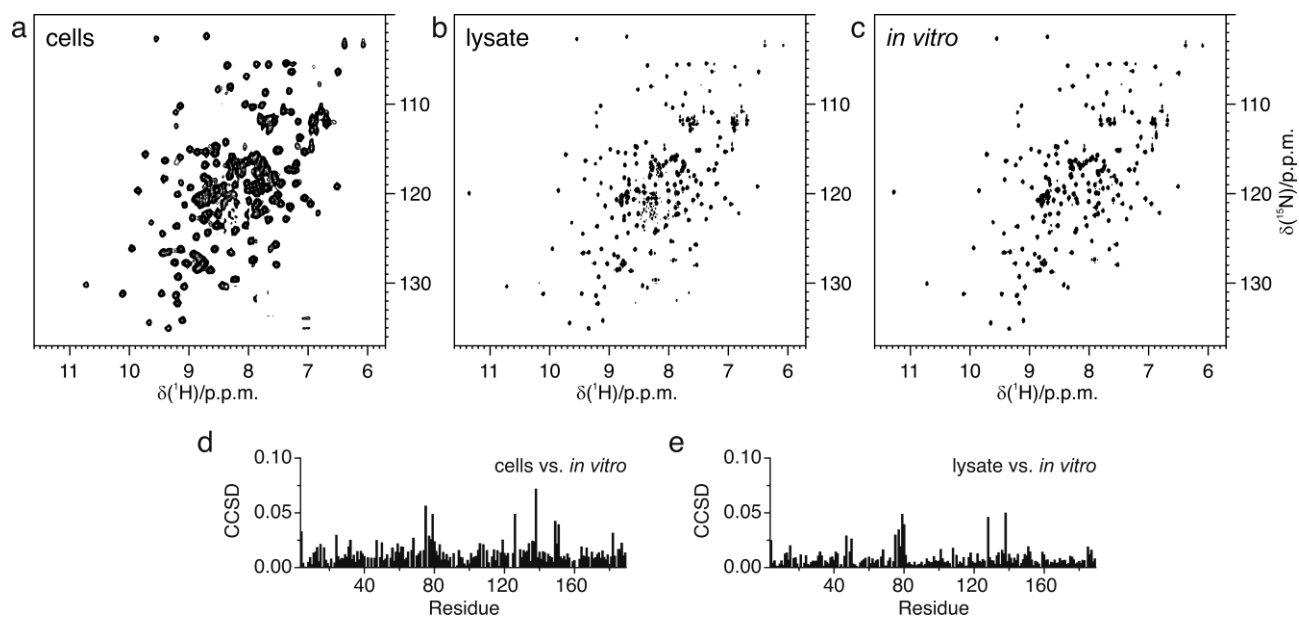 a cells
b lysate
c in vitro
110
120
130
δ(¹⁵N)/p.p.m.
110
120
130
11 10 9 8 7 6
δ(¹H)/p.p.m.
11 10 9 8 7 6
δ(¹H)/p.p.m.
11 10 9 8 7 6
δ(¹H)/p.p.m.
d
cells vs. in vitro
CCSD
0.10
0.05
0.00
40 80 120 160
Residue
e
lysate vs. in vitro
CCSD
0.10
0.05
0.00
40 80 120 160
Residue